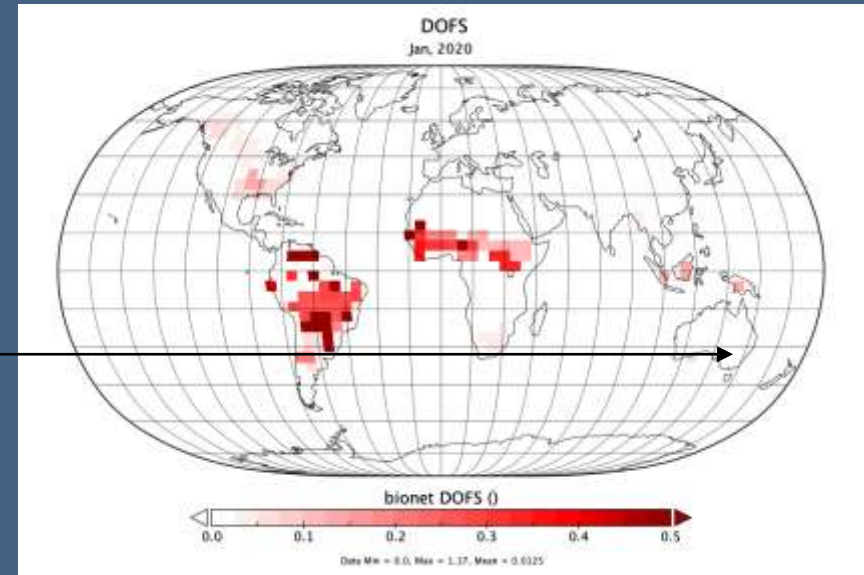 DOFS
Jan, 2020
bionet DOFS ()
0.0 0.1 0.2 0.3 0.4 0.5
Data Min = 0.0, Max = 1.17, Mean = 0.0125